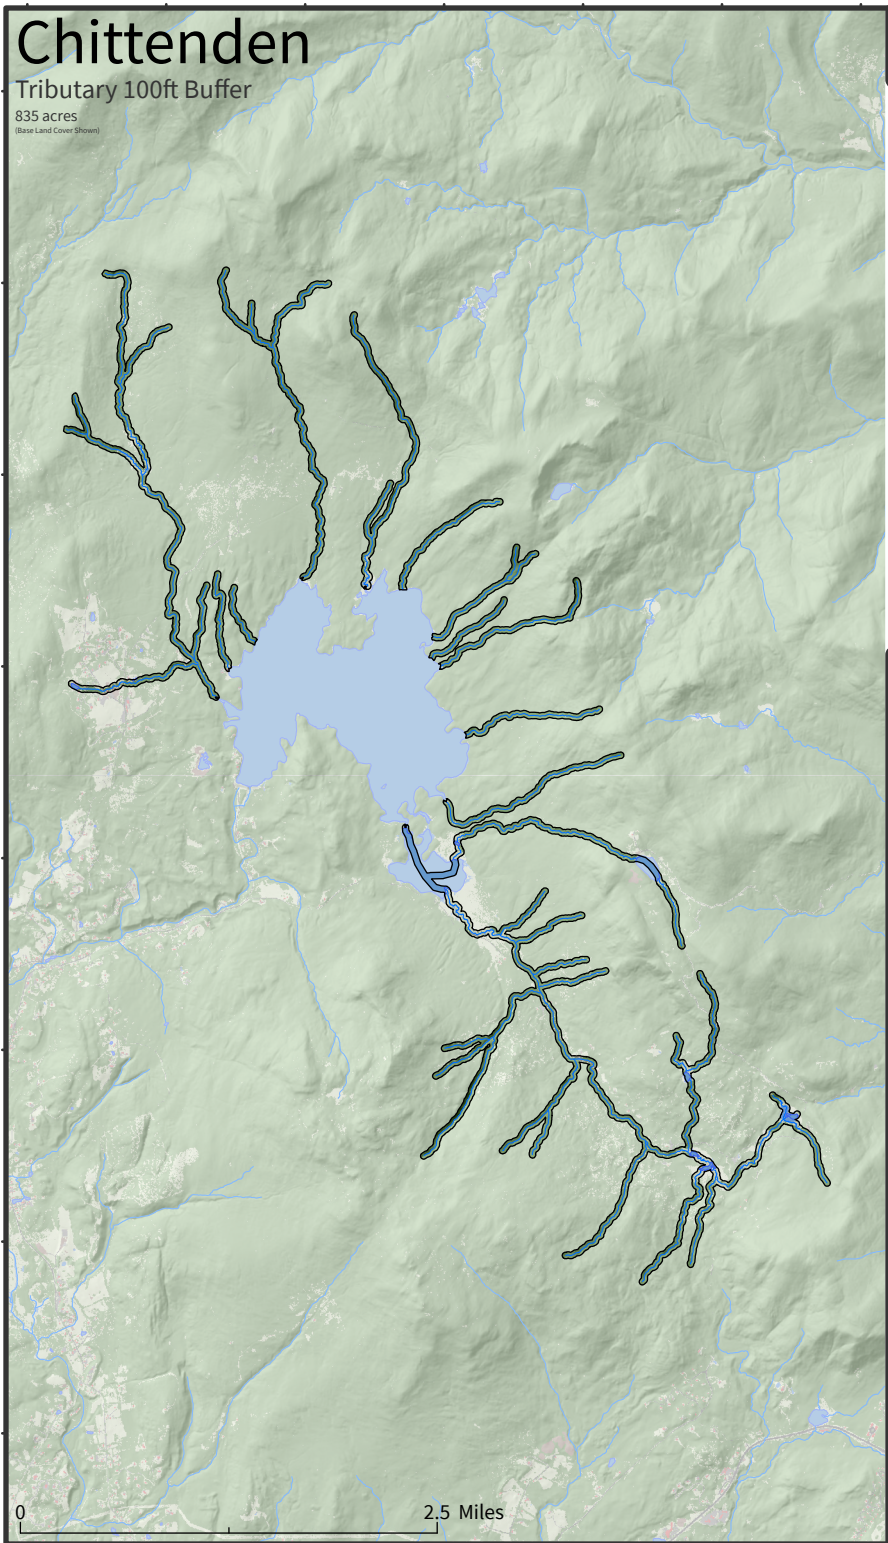 Chittenden
Tributary 100ft Buffer
835 acres
(Base Land Cover Shown)
0 2.5 Miles